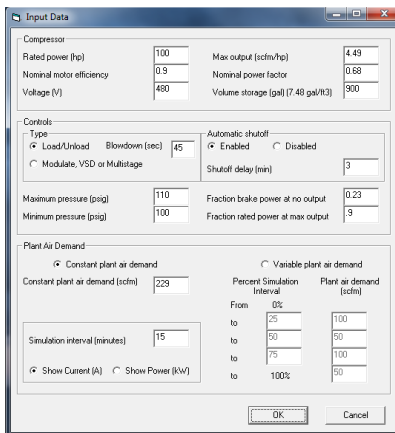 Input Data
Compressor
Rated power (hp) 100 Max output (scfm/hp) 4.49
Nominal motor efficiency 0.9 Nominal power factor 0.68
Voltage (V) 480 Volume storage (gal) (7.48 gal/ft3) 900
Controls
Type Automatic shutoff
Load/Unload Blowdown (sec) 45 Enabled Disabled
Modulate, VSD or Multistage Shutoff delay (min) 3
Maximum pressure (psig) 110 Fraction brake power at no output 0.23
Minimum pressure (psig) 100 Fraction rated power at max output .9
Plant Air Demand
Constant plant air demand Variable plant air demand
Constant plant air demand (scfm) 229 Percent Simulation Plant air demand
Interval (scfm)
From 0%
to 25 100
Simulation interval (minutes) 15 to 50 50
to 75 100
Show Current (A) Show Power (kW) to 100% 50
OK Cancel